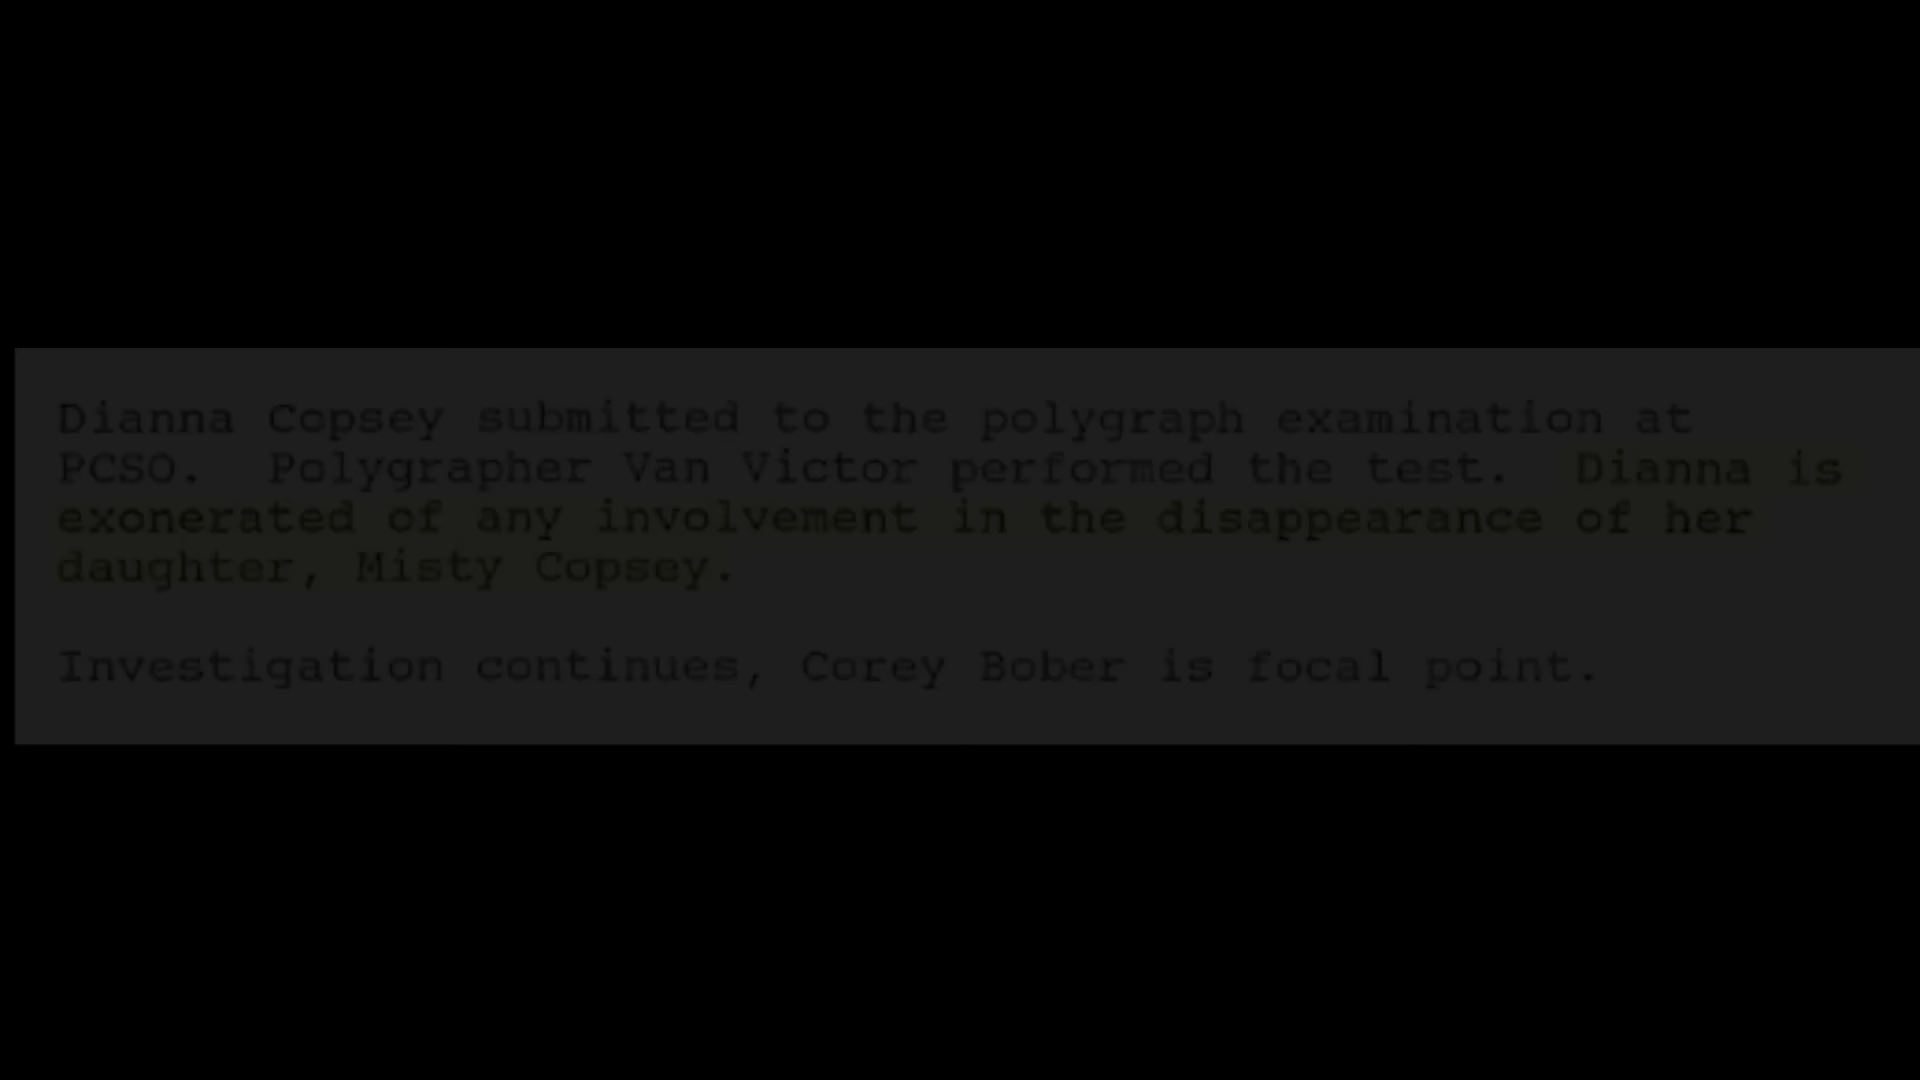 Dianna Copsey submitted to the polygraph examination at
PCSO.  Polygrapher Van Victor performed the test.  Dianna is
exonerated of any involvement in the disappearance of her
daughter, Misty Copsey.
Investigation continues, Corey Bober is focal point.